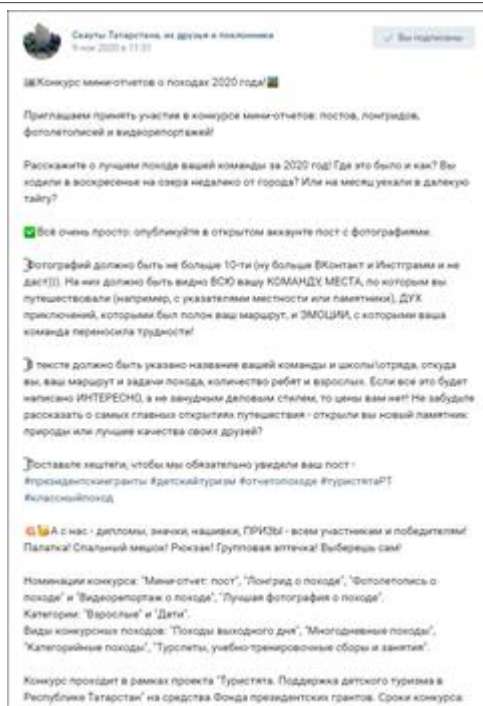 Скауты Татарстана, их друзья и поклонники
9 ноя 2020 в 11:31
Вы подписаны
Конкурс мини-отчетов о походах 2020 года!
Приглашаем принять участие в конкурсе мини-отчетов: постов, лонгридов,
фотолетописей и видеорепортажей!
Расскажите о лучшем походе вашей команды за 2020 год! Где это было и как? Вы
ходили в воскресенье на озера недалеко от города? Или на месяц уехали в далекую
тайгу?
Всё очень просто: опубликуйте в открытом аккаунте пост с фотографиями.
Фотографий должно быть не больше 10-ти (ну больше ВКонтакт и Инстграмм и не
даст))). На них должно быть видно ВСЮ вашу КОМАНДУ, МЕСТА, по которым вы
путешествовали (например, с указателями местности или памятники), ДУХ
приключений, которыми был полон ваш маршрут, и ЭМОЦИИ, с которыми ваша
команда переносила трудности!
В тексте должно быть указано название вашей команды и школы\отряда, откуда
вы, ваш маршрут и задачи похода, количество ребят и взрослых. Если все это будет
написано ИНТЕРЕСНО, а не занудным деловым стилем, то цены вам нет! Не забудьте
рассказать о самых главных открытиях путешествия - открыли вы новый памятник
природы или лучшие качества своих друзей?
Поставьте хештеги, чтобы мы обязательно увидели ваш пост -
#президентскиегранты #детскийтуризм #отчетопоходе #туристятаРТ
#классныйпоход
А с нас - дипломы, значки, нашивки, ПРИЗЫ - всем участникам и победителям!
Палатка! Спальный мешок! Рюкзак! Групповая аптечка! Выберешь сам!
Номинации конкурса: "Мини-отчет: пост", "Лонгрид о походе", "Фотолетопись о
походе" и "Видеорепортаж о походе", "Лучшая фотография о походе".
Категории: "Взрослые" и "Дети".
Виды конкурсных походов: "Походы выходного дня", "Многодневные походы",
"Категорийные походы", "Турслеты, учебно-тренировочные сборы и занятия".
Конкурс проходит в рамках проекта "Туристята. Поддержка детского туризма в
Республике Татарстан" на средства Фонда президентских грантов. Сроки конкурса: